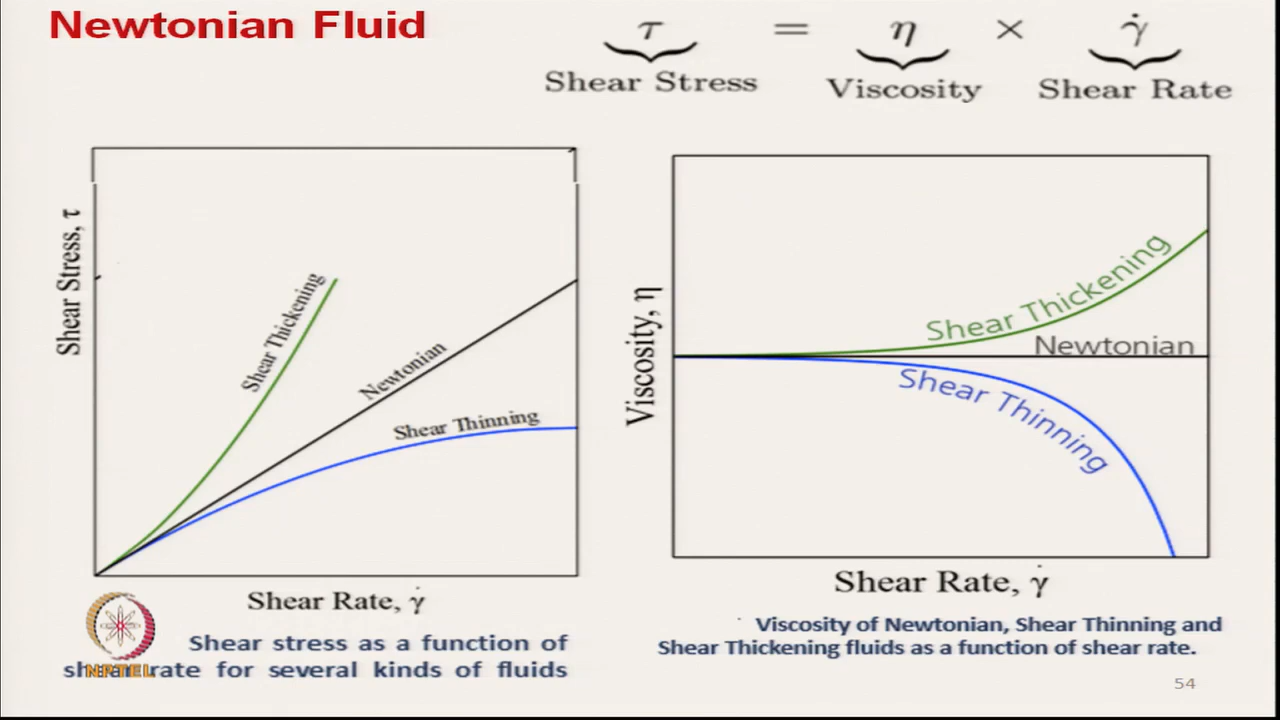 Newtonian Fluid
τ = η × γ̇
Shear Stress Viscosity Shear Rate
Shear Stress, τ
Shear Thickening
Newtonian
Shear Thinning
Shear Rate, γ̇
Shear stress as a function of
shear rate for several kinds of fluids
NPTEL
Viscosity, η
Shear Thickening
Newtonian
Shear Thinning
Shear Rate, γ̇
Viscosity of Newtonian, Shear Thinning and
Shear Thickening fluids as a function of shear rate.
54